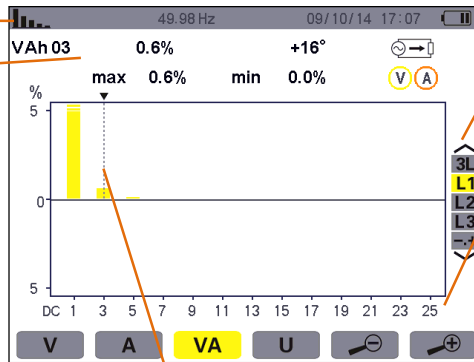 49.98 Hz 09/10/14 17:07
VAh 03 0.6% +16°
max 0.6% min 0.0% V A
%
5
0
5
DC 1 3 5 7 9 11 13 15 17 19 21 23 25
3L
L1
L2
L3
-.+
V A VA U